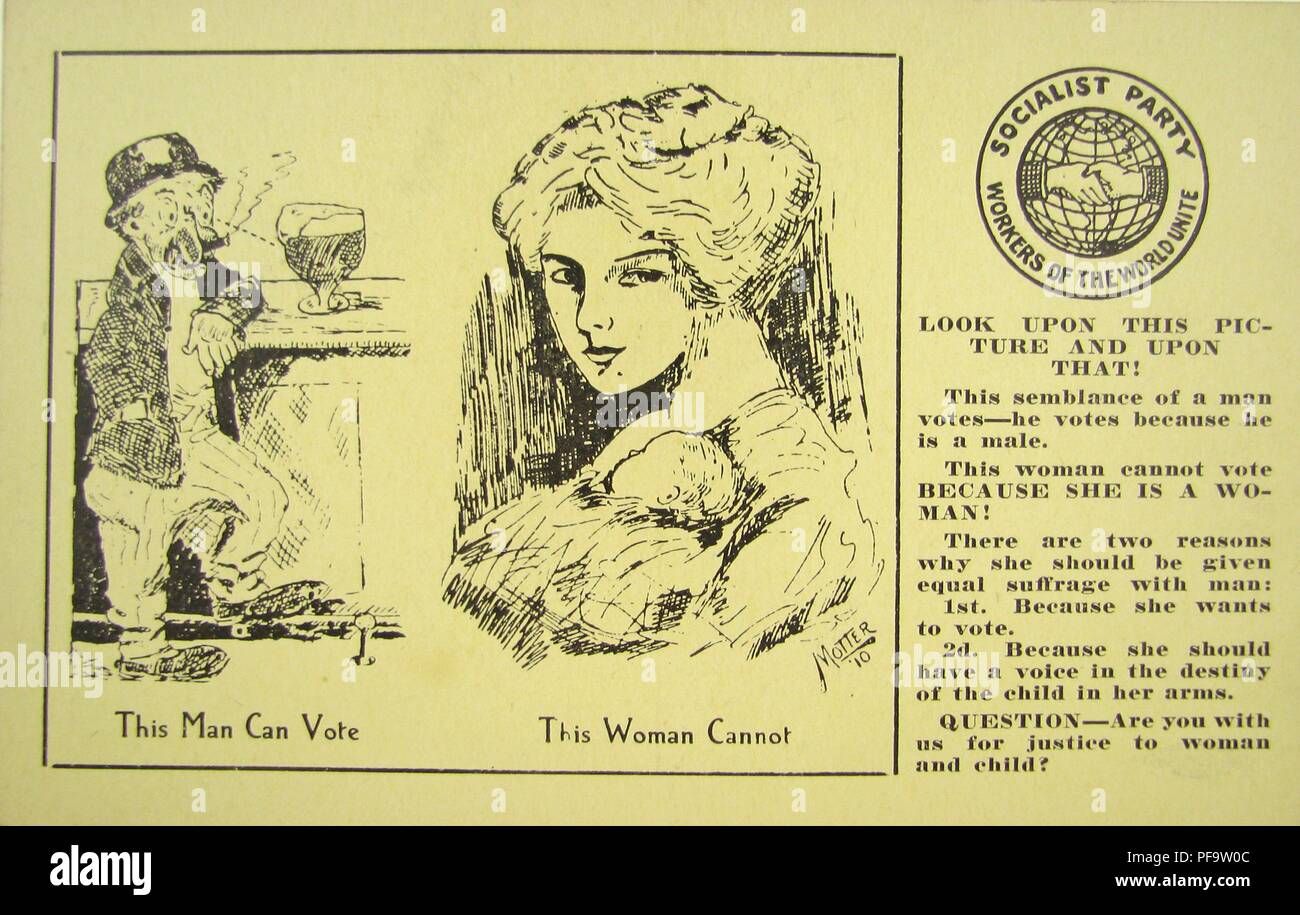 SOCIALIST PARTY
WORKERS OF THE WORLD UNITE
LOOK UPON THIS PIC-
TURE AND UPON
THAT!
This semblance of a man
votes—he votes because he
is a male.
This woman cannot vote
BECAUSE SHE IS A WO-
MAN!
There are two reasons
why she should be given
equal suffrage with man:
1st. Because she wants
to vote.
2d. Because she should
have a voice in the destiny
of the child in her arms.
QUESTION—Are you with
us for justice to woman
and child?
MOTTER
'10
This Man Can Vote
This Woman Cannot
a
alamy
alamy stock photo
PF9W0C
www.alamy.com